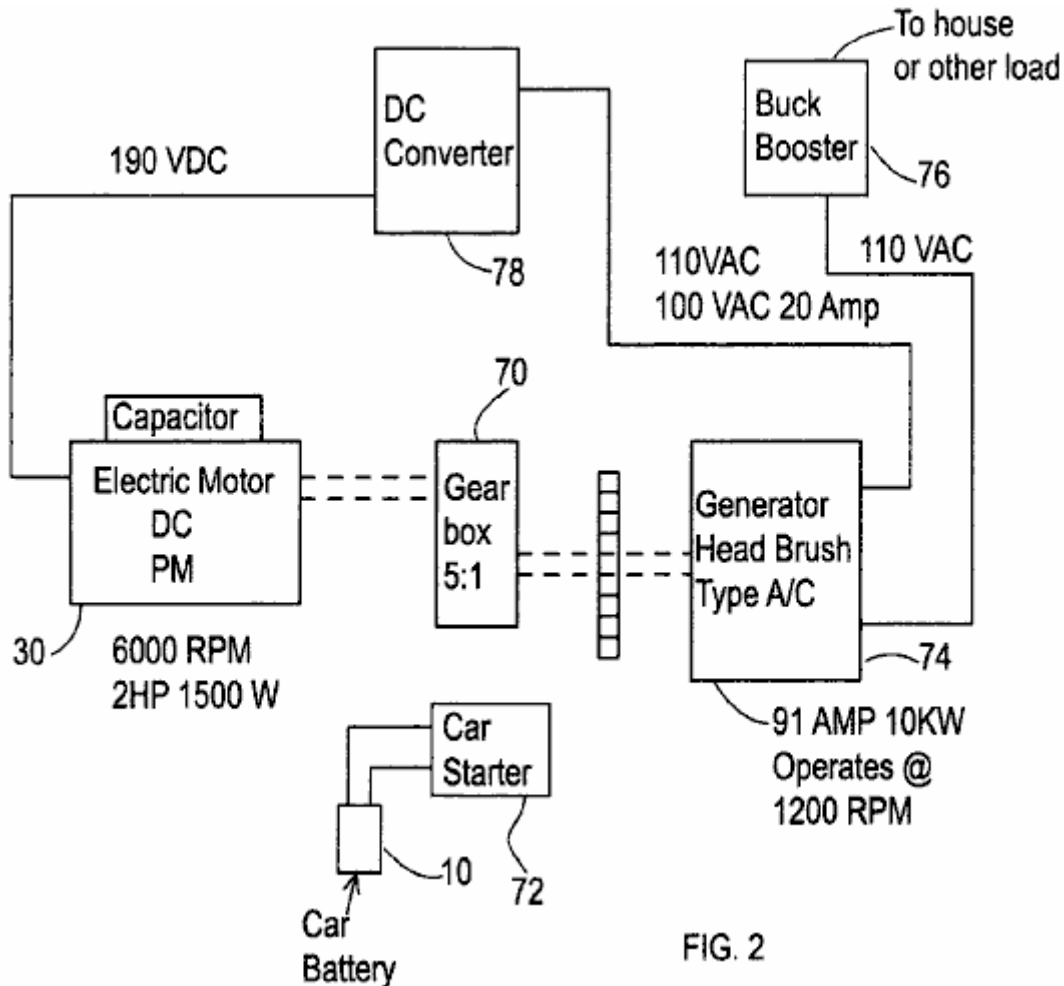 To house
or other load
DC
Converter
Buck
Booster
190 VDC
76
78
110VAC
100 VAC 20 Amp
110 VAC
70
Capacitor
Electric Motor
DC
PM
Gear
box
5:1
Generator
Head Brush
Type A/C
30
6000 RPM
2HP 1500 W
74
Car
Starter
91 AMP 10KW
Operates @
1200 RPM
10
72
Car
Battery
FIG. 2